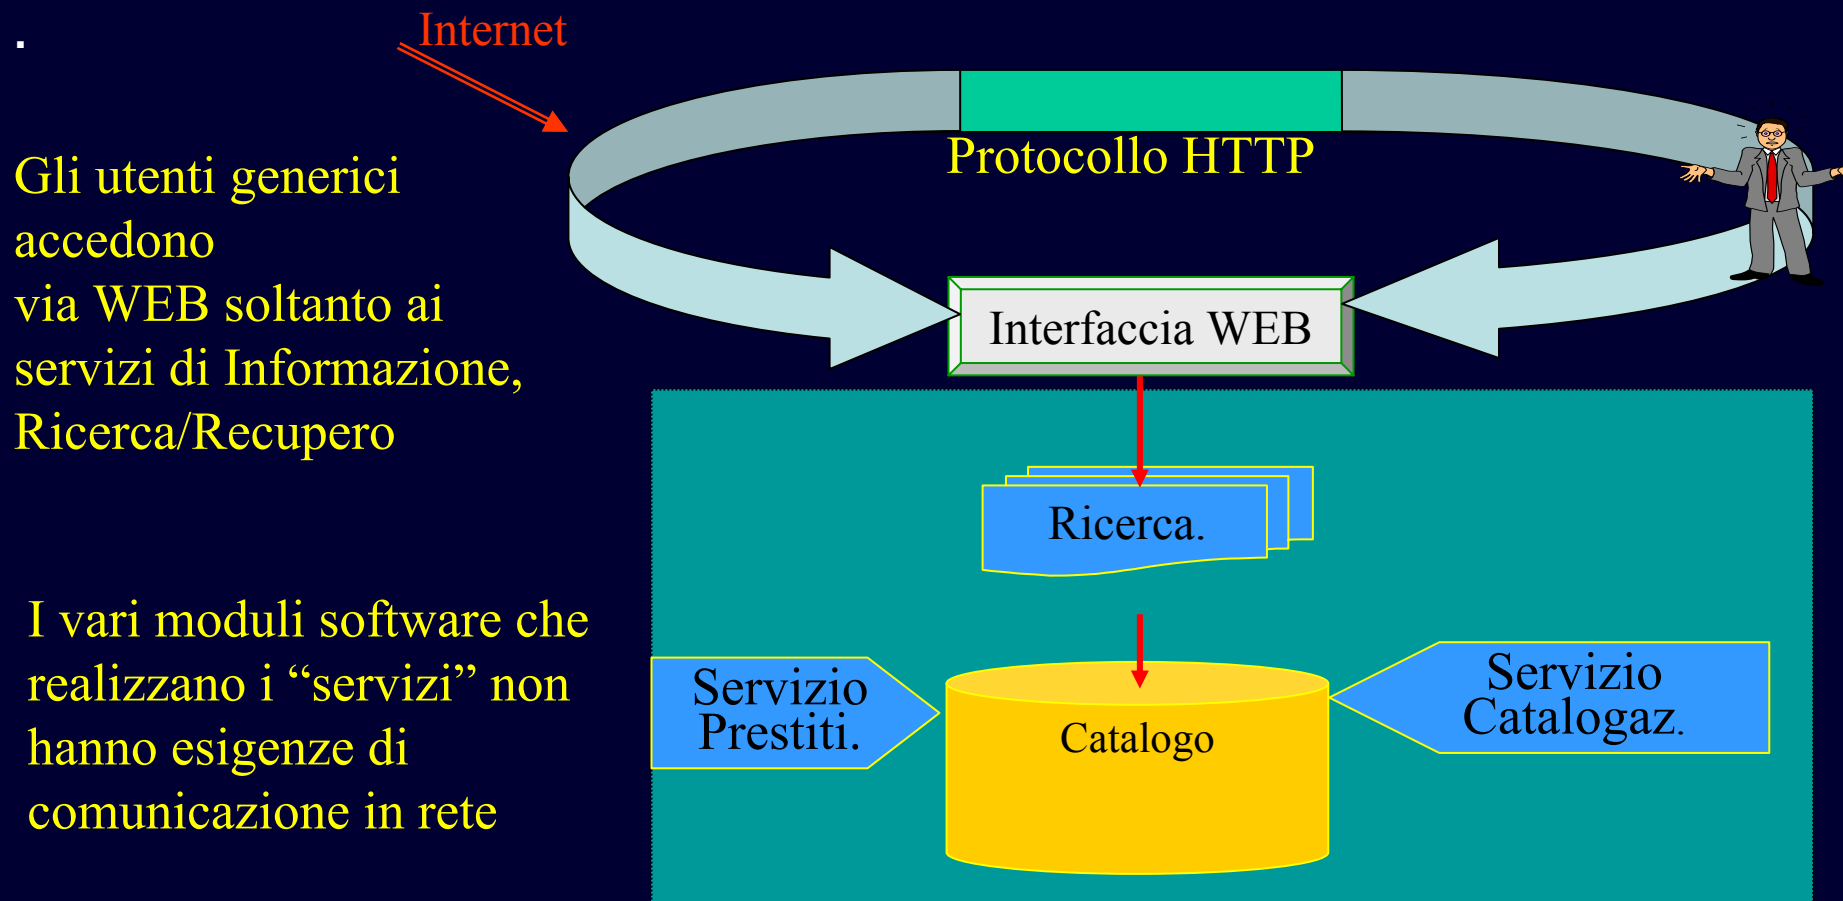 .
Internet
Protocollo HTTP
Gli utenti generici
accedono
via WEB soltanto ai
servizi di Informazione,
Ricerca/Recupero
Interfaccia WEB
Ricerca.
I vari moduli software che
realizzano i “servizi” non
hanno esigenze di
comunicazione in rete
Servizio
Prestiti.
Catalogo
Servizio
Catalogaz.